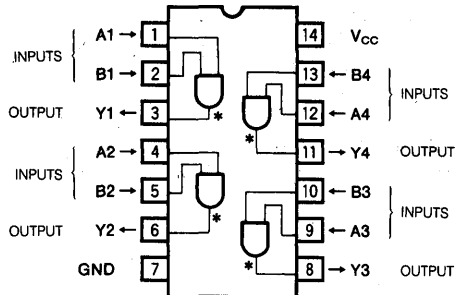 A1→ 1 14 VCC
INPUTS
B1→ 2 13 ←B4
INPUTS
OUTPUT Y1← 3 * 12 ←A4
A2→ 4 * 11 →Y4 OUTPUT
INPUTS
B2→ 5 10 ←B3
INPUTS
OUTPUT Y2← 6 * 9 ←A3
GND 7 * 8 →Y3 OUTPUT